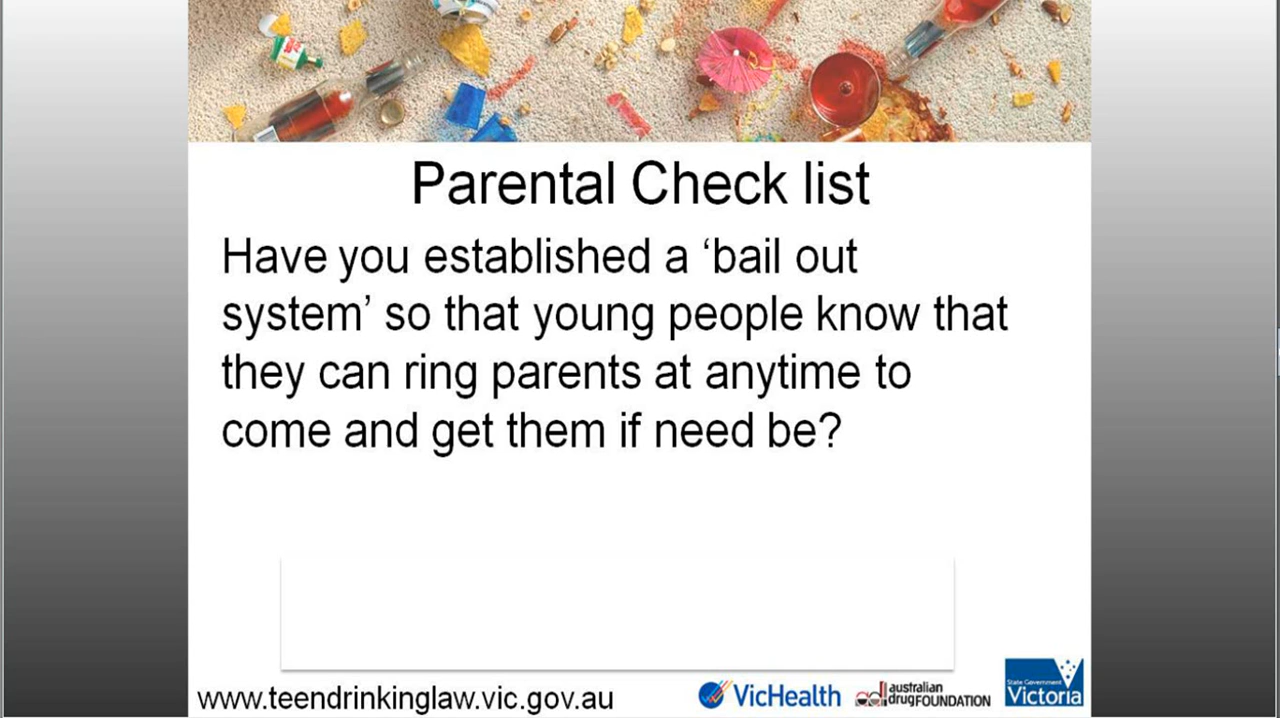 Parental Check list
Have you established a ‘bail out
system’ so that young people know that
they can ring parents at anytime to
come and get them if need be?
www.teendrinkinglaw.vic.gov.au
VicHealth
australian
drugFOUNDATION
State Government
Victoria